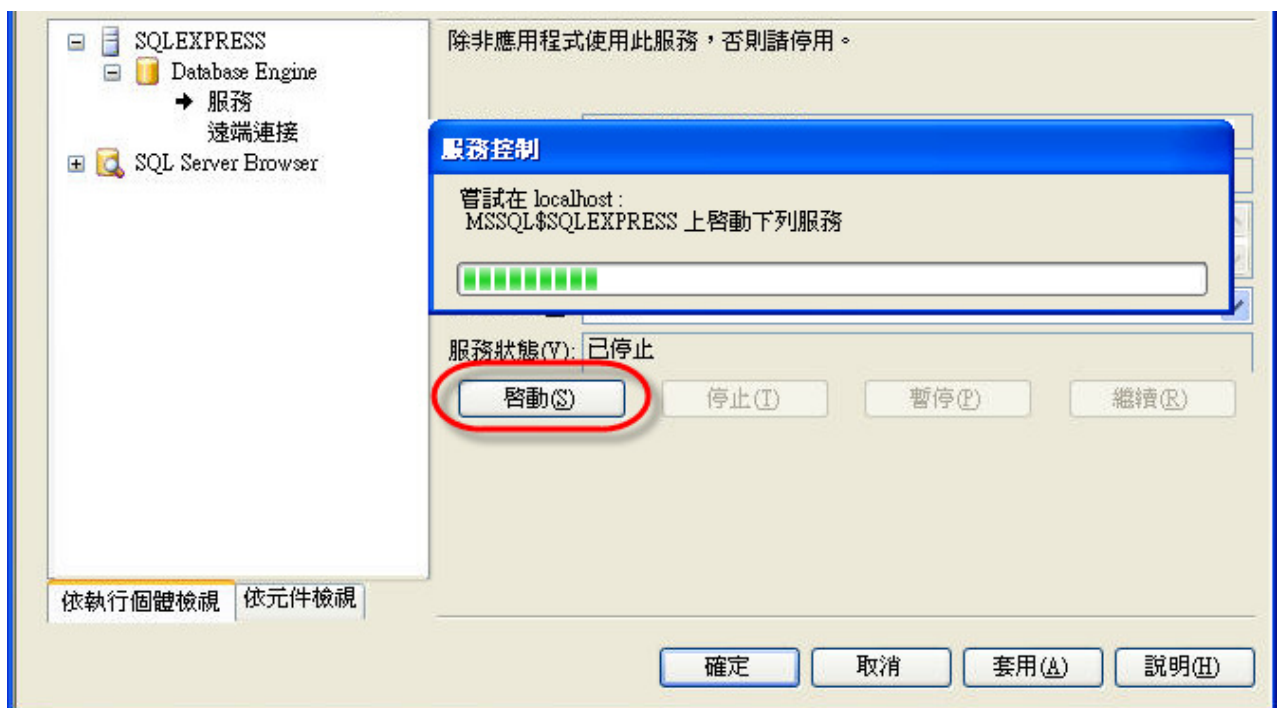 SQLEXPRESS
Database Engine
服務
遠端連接
SQL Server Browser
除非應用程式使用此服務，否則請停用。
服務控制
嘗試在 localhost :
MSSQL$SQLEXPRESS 上啓動下列服務
服務狀態(V): 已停止
啓動(S) 停止(T) 暫停(P) 繼續(R)
依執行個體檢視 依元件檢視
確定 取消 套用(A) 說明(H)